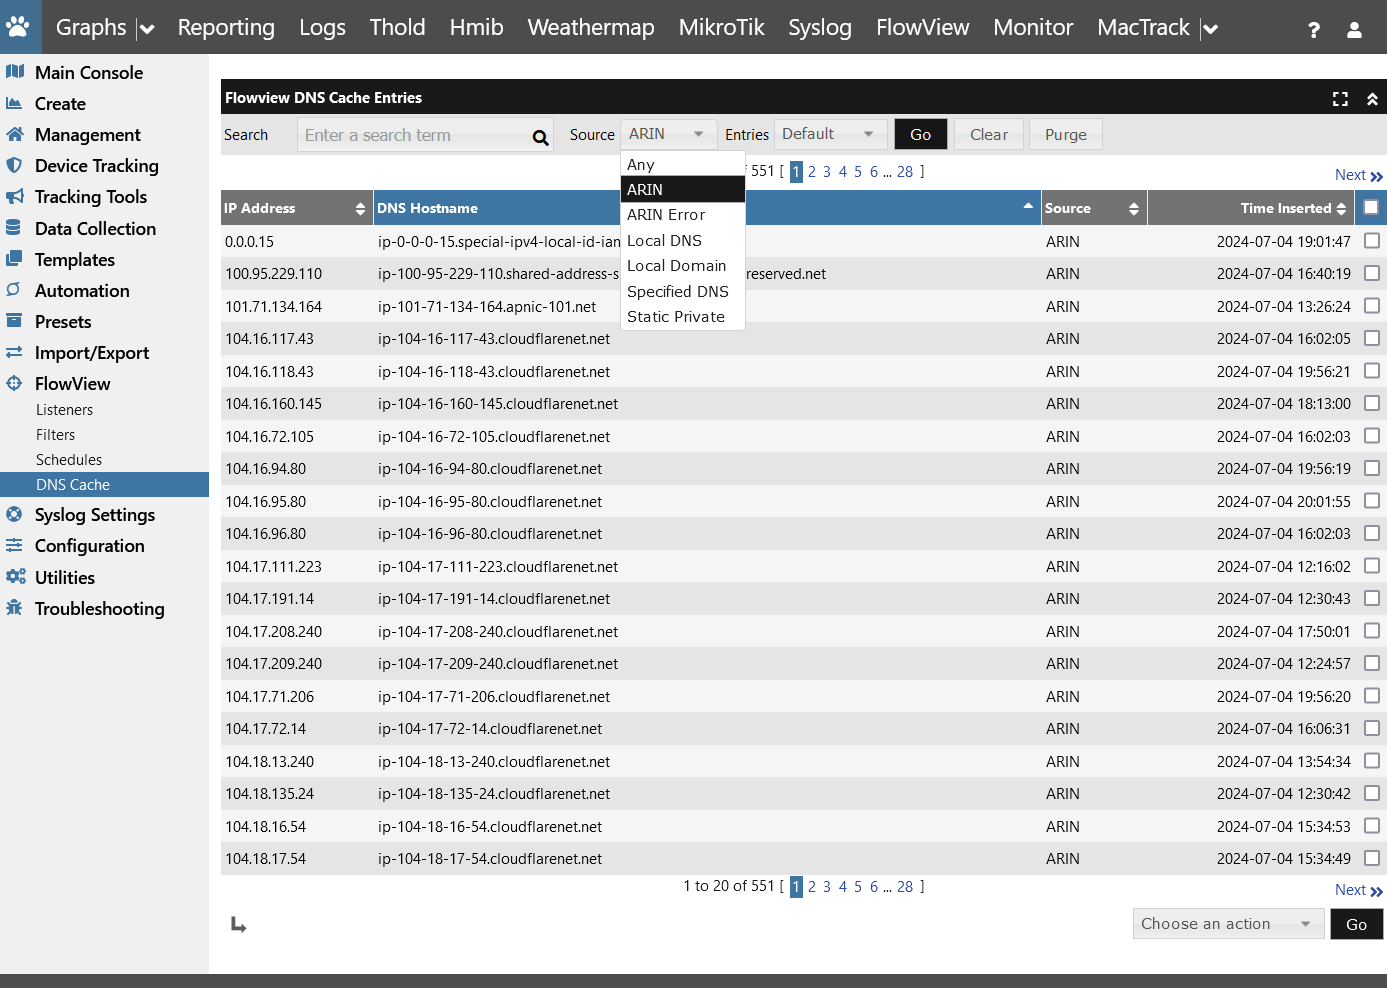 Graphs Reporting Logs Thold Hmib Weathermap MikroTik Syslog FlowView Monitor MacTrack ?
Main Console
Create
Management
Device Tracking
Tracking Tools
Data Collection
Templates
Automation
Presets
Import/Export
FlowView
Listeners
Filters
Schedules
DNS Cache
Syslog Settings
Configuration
Utilities
Troubleshooting
Flowview DNS Cache Entries
Search Enter a search term Source ARIN Entries Default Go Clear Purge
Any
ARIN
ARIN Error
Local DNS
Local Domain
Specified DNS
Static Private
551 [ 1 2 3 4 5 6 ... 28 ] Next
IP Address DNS Hostname Source Time Inserted
0.0.0.15 ip-0-0-0-15.special-ipv4-local-id-ian ARIN 2024-07-04 19:01:47
100.95.229.110 ip-100-95-229-110.shared-address-s reserved.net ARIN 2024-07-04 16:40:19
101.71.134.164 ip-101-71-134-164.apnic-101.net ARIN 2024-07-04 13:26:24
104.16.117.43 ip-104-16-117-43.cloudflarenet.net ARIN 2024-07-04 16:02:05
104.16.118.43 ip-104-16-118-43.cloudflarenet.net ARIN 2024-07-04 19:56:21
104.16.160.145 ip-104-16-160-145.cloudflarenet.net ARIN 2024-07-04 18:13:00
104.16.72.105 ip-104-16-72-105.cloudflarenet.net ARIN 2024-07-04 16:02:03
104.16.94.80 ip-104-16-94-80.cloudflarenet.net ARIN 2024-07-04 19:56:19
104.16.95.80 ip-104-16-95-80.cloudflarenet.net ARIN 2024-07-04 20:01:55
104.16.96.80 ip-104-16-96-80.cloudflarenet.net ARIN 2024-07-04 16:02:03
104.17.111.223 ip-104-17-111-223.cloudflarenet.net ARIN 2024-07-04 12:16:02
104.17.191.14 ip-104-17-191-14.cloudflarenet.net ARIN 2024-07-04 12:30:43
104.17.208.240 ip-104-17-208-240.cloudflarenet.net ARIN 2024-07-04 17:50:01
104.17.209.240 ip-104-17-209-240.cloudflarenet.net ARIN 2024-07-04 12:24:57
104.17.71.206 ip-104-17-71-206.cloudflarenet.net ARIN 2024-07-04 19:56:20
104.17.72.14 ip-104-17-72-14.cloudflarenet.net ARIN 2024-07-04 16:06:31
104.18.13.240 ip-104-18-13-240.cloudflarenet.net ARIN 2024-07-04 13:54:34
104.18.135.24 ip-104-18-135-24.cloudflarenet.net ARIN 2024-07-04 12:30:42
104.18.16.54 ip-104-18-16-54.cloudflarenet.net ARIN 2024-07-04 15:34:53
104.18.17.54 ip-104-18-17-54.cloudflarenet.net ARIN 2024-07-04 15:34:49
1 to 20 of 551 [ 1 2 3 4 5 6 ... 28 ] Next
Choose an action Go